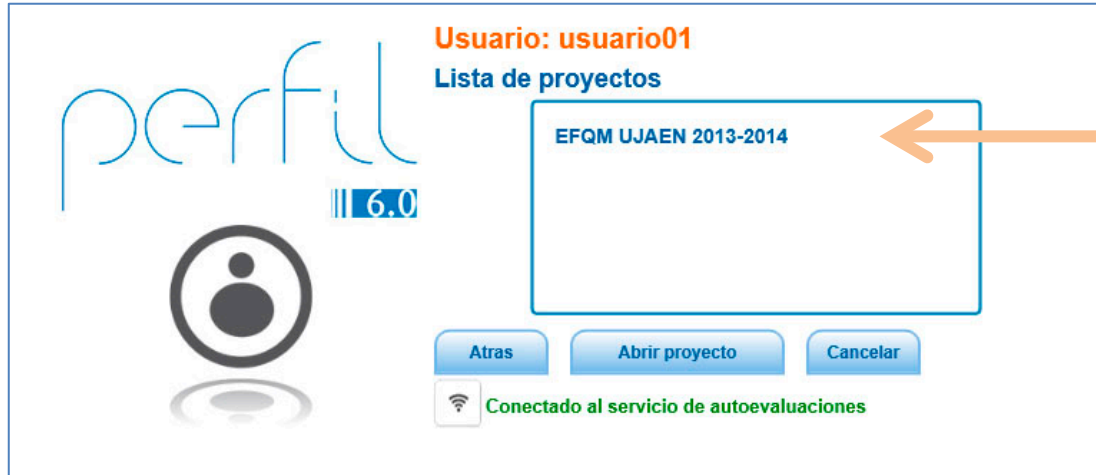 Usuario: usuario01
Lista de proyectos
perfil
6.0
EFQM UJAEN 2013-2014
Atras
Abrir proyecto
Cancelar
Conectado al servicio de autoevaluaciones